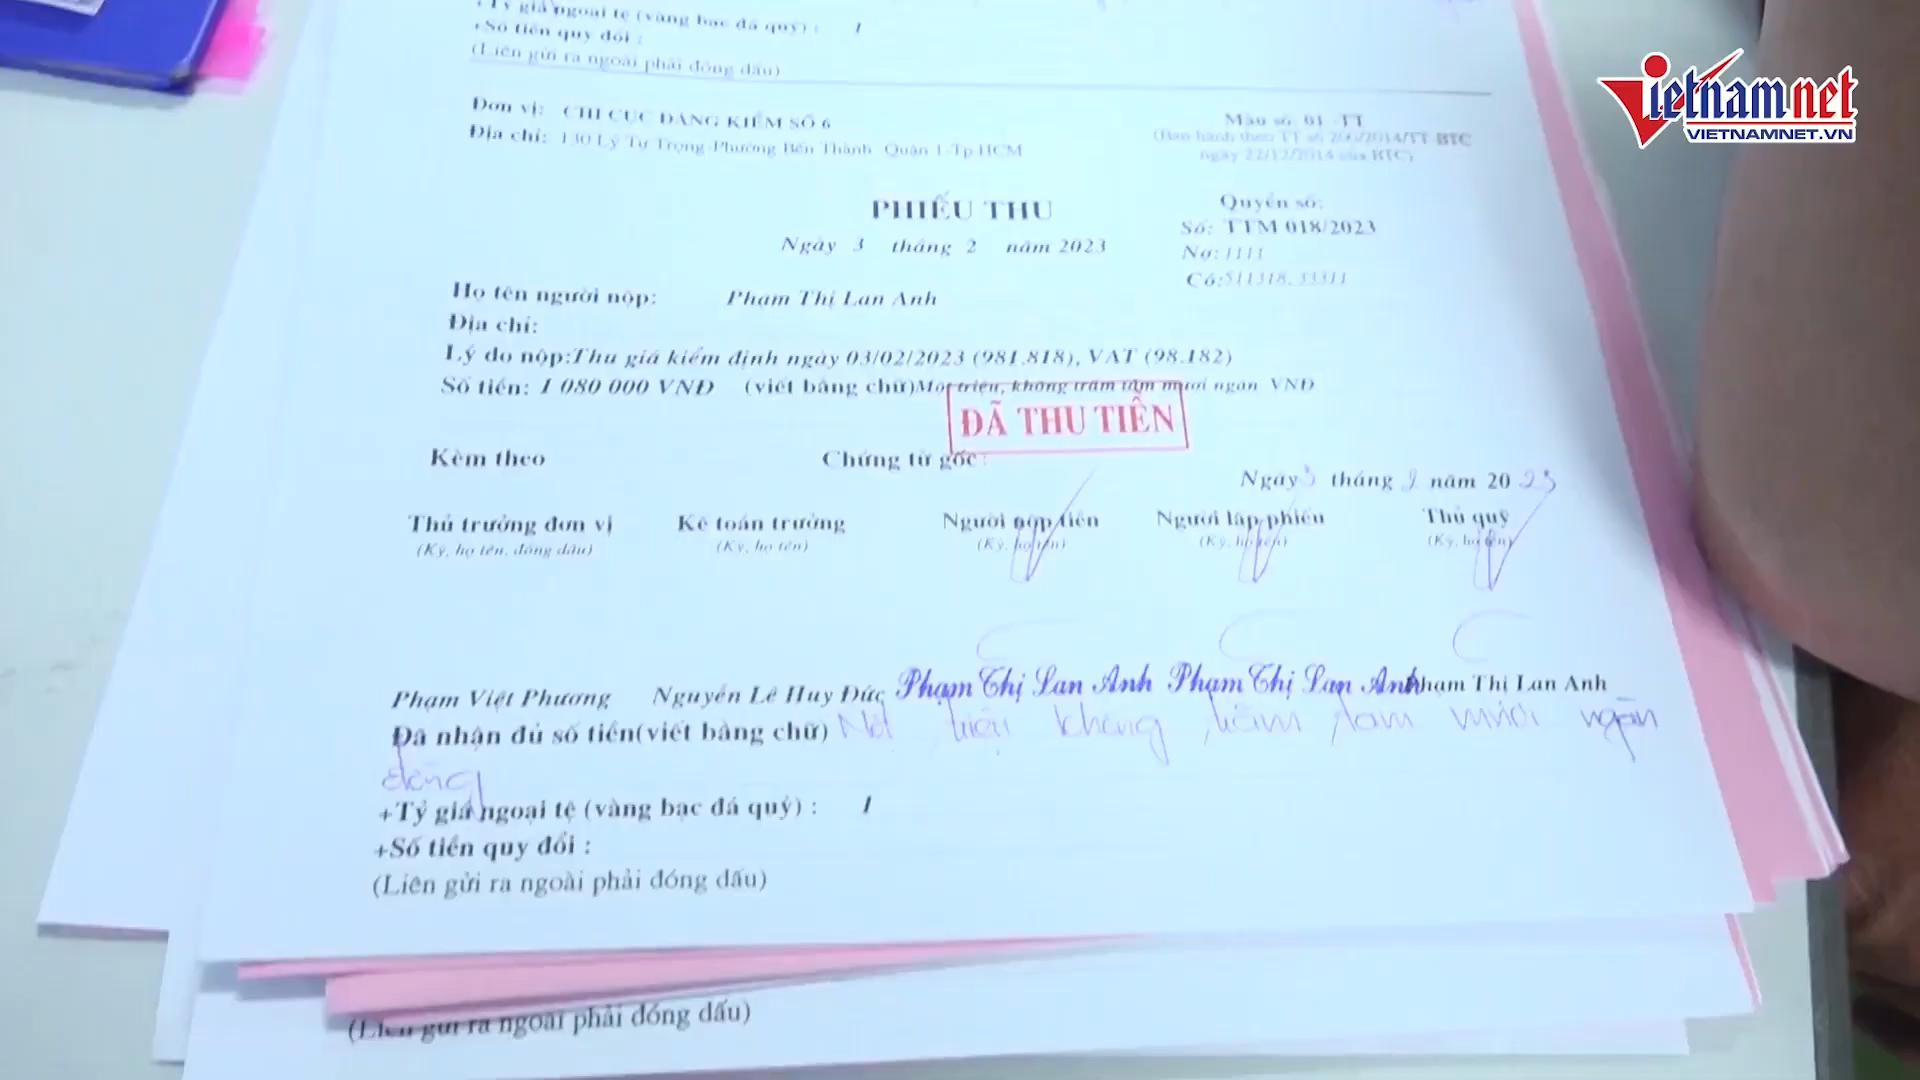 +Tỷ giá ngoại tệ (vàng bạc đá quý) : /
+Số tiền quy đổi :
(Liên gửi ra ngoài phải đóng dấu)
Vietnamnet
VIETNAMNET.VN
Đơn vị: CHI CỤC ĐĂNG KIỂM SỐ 6
Mẫu số: 01 -TT
Địa chỉ: 130 Lý Tự Trọng-Phường Bến Thành Quận 1-Tp HCM
(Ban hành theo TT số 200/2014/TT-BTC
ngày 22/12/2014 của BTC)
PHIẾU THU
Quyển số:
Ngày 3 tháng 2 năm 2023
Số: TTM 018/2023
Nợ:1111
Có:511318, 33311
Họ tên người nộp: Phạm Thị Lan Anh
Địa chỉ:
Lý do nộp:Thu giá kiểm định ngày 03/02/2023 (981.818), VAT (98.182)
Số tiền: 1 080 000 VNĐ (viết bằng chữ)Một triệu, không trăm tám mươi ngàn VNĐ
ĐÃ THU TIỀN
Kèm theo Chứng từ gốc:
Ngày 3 tháng 2 năm 2023
Thủ trưởng đơn vị Kế toán trưởng Người nộp tiền Người lập phiếu Thủ quỹ
(Ký, họ tên, đóng dấu) (Ký, họ tên) (Ký, họ tên) (Ký, họ tên) (Ký, họ tên)
Phạm Việt Phương Nguyễn Lê Huy Đức Phạm Thị Lan Anh Phạm Thị Lan Anh Phạm Thị Lan Anh
Đã nhận đủ số tiền(viết bằng chữ) Một triệu không trăm tám mươi ngàn
đồng
+Tỷ giá ngoại tệ (vàng bạc đá quý) : /
+Số tiền quy đổi :
(Liên gửi ra ngoài phải đóng dấu)
(Liên gửi ra ngoài phải đóng dấu)